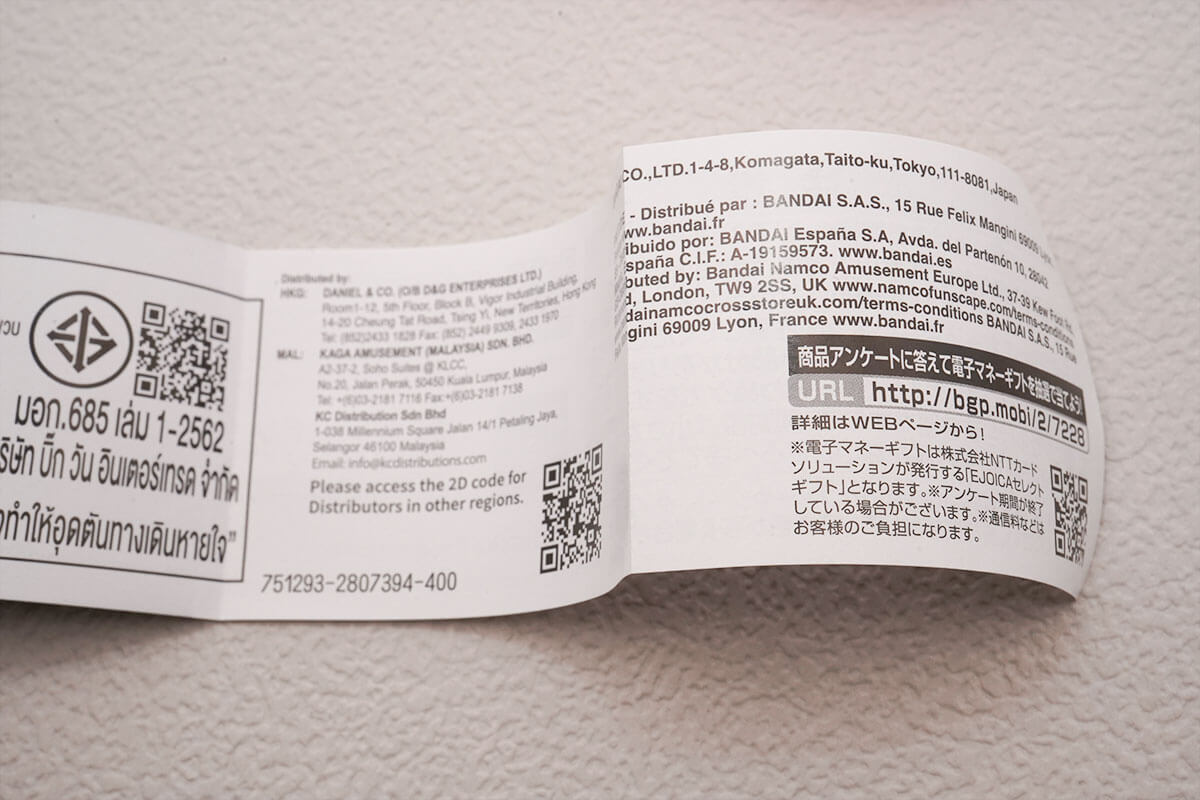 มอก.685 เล่ม 1-2562
บิ๊ก วัน อินเตอร์เทรด จำกัด
ทำให้อุดตันทางเดินหายใจ"
Distributed by:
HKG: DANIEL & CO. (O/B D&G ENTERPRISES LTD.)
Room1-12, 5th Floor, Block B, Vigor Industrial Building,
14-20 Cheung Tat Road, Tsing Yi, New Territories, Hong Kong
Tel: (852)2433 1828 Fax: (852) 2449 9309, 2433 1970
MAL: KAGA AMUSEMENT (MALAYSIA) SDN. BHD.
A2-37-2, Soho Suites @ KLCC,
No.20, Jalan Perak, 50450 Kuala Lumpur, Malaysia
Tel: +(6)03-2181 7116 Fax:+(6)03-2181 7138
KC Distribution Sdn Bhd
1-038 Millennium Square Jalan 14/1 Petaling Jaya,
Selangor 46100 Malaysia
Email: info@kcdistributions.com
Please access the 2D code for
Distributors in other regions.
751293-2807394-400
CO.,LTD.1-4-8,Komagata,Taito-ku,Tokyo,111-8081,Japan
- Distribué par : BANDAI S.A.S., 15 Rue Felix Mangini 69009
ww.bandai.fr
ibuido por: BANDAI España S.A, Avda. del Partenón 10, 28042
spaña C.I.F.: A-19159573. www.bandai.es
buted by: Bandai Namco Amusement Europe Ltd., 37-39 Kew Foot
d, London, TW9 2SS, UK www.namcofunscape.com/terms-conditions
dainamcocrossstoreuk.com/terms-conditions BANDAI S.A.S., 15 Rue
gini 69009 Lyon, France www.bandai.fr
商品アンケートに答えて電子マネーギフトを抽選で当てよう!
URL http://bgp.mobi/2/7228
詳細はWEBページから!
※電子マネーギフトは株式会社NTTカード
ソリューションが発行する「EJOICAセレクト
ギフト」となります。※アンケート期間が終了
している場合がございます。※通信料などは
お客様のご負担になります。